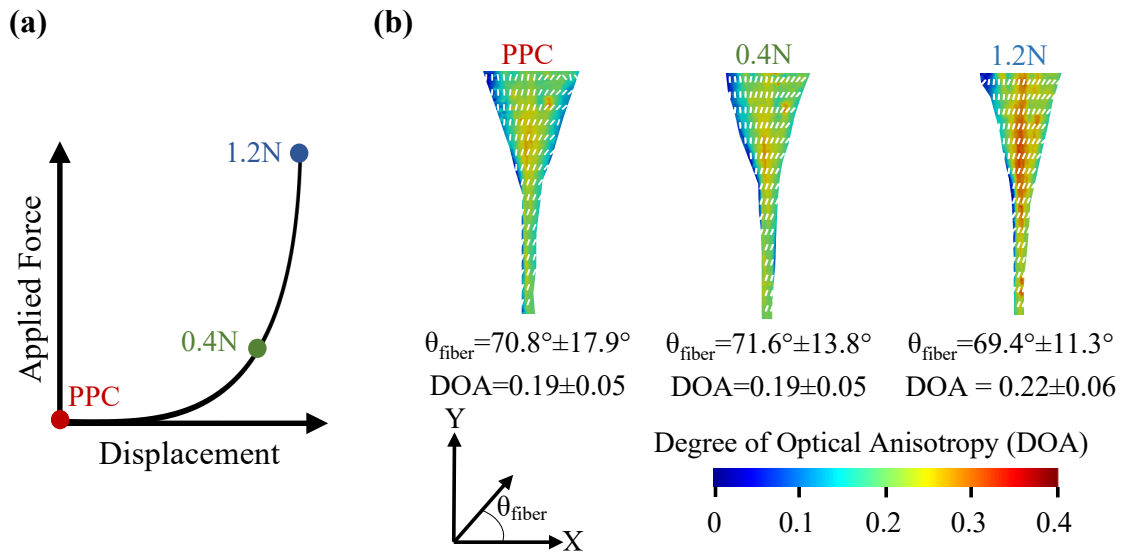 (a)
Applied Force
1.2N
0.4N
PPC
Displacement
(b)
PPC
0.4N
1.2N
θfiber=70.8°±17.9°
DOA=0.19±0.05
θfiber=71.6°±13.8°
DOA=0.19±0.05
θfiber=69.4°±11.3°
DOA = 0.22±0.06
Y
θfiber
X
Degree of Optical Anisotropy (DOA)
0 0.1 0.2 0.3 0.4